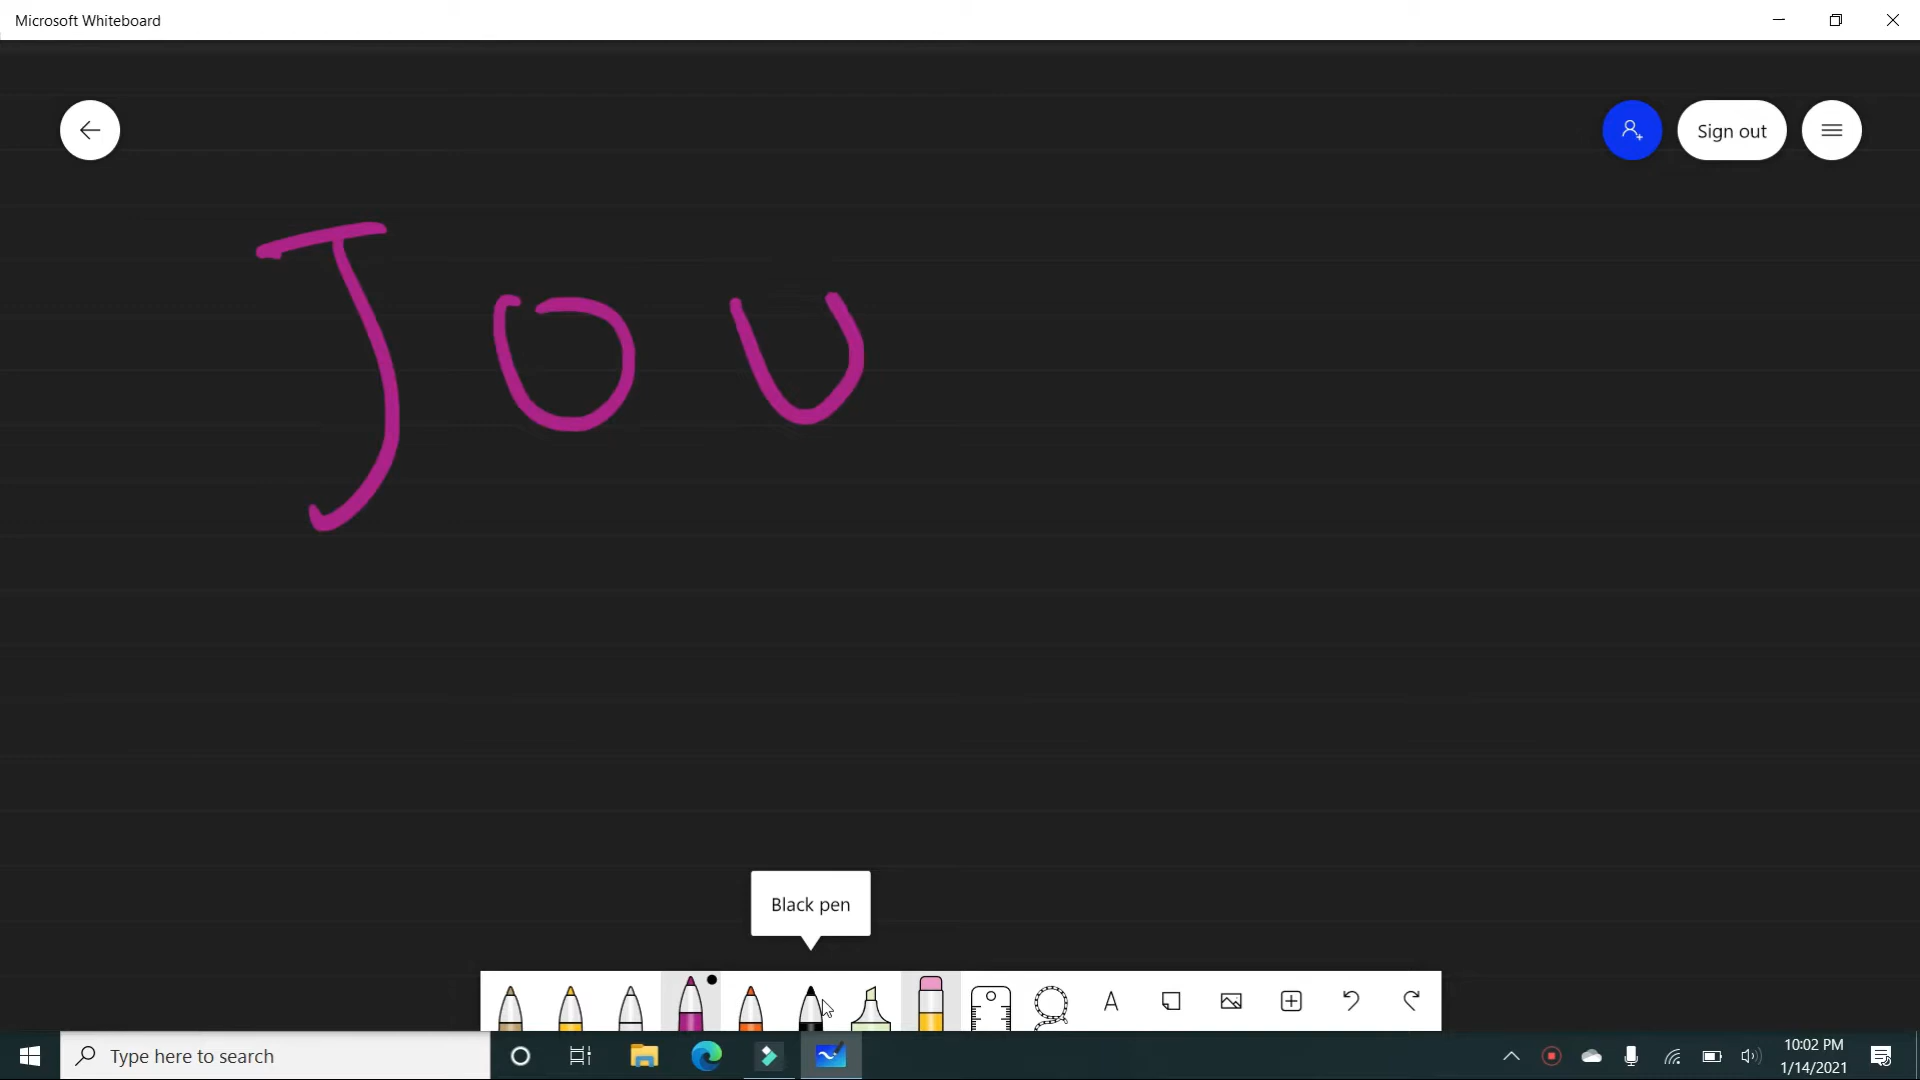 Microsoft Whiteboard
Sign out
Jou
Black pen
A
Type here to search
10:02 PM
1/14/2021